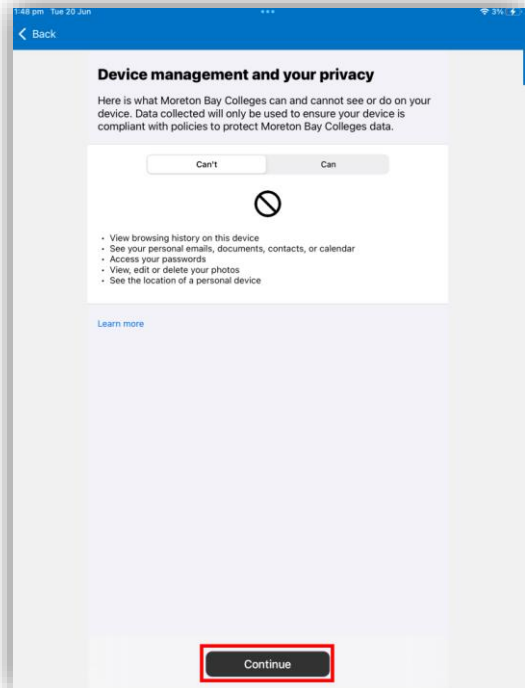 1:48 pm Tue 20 Jun
3%
Back
Device management and your privacy
Here is what Moreton Bay Colleges can and cannot see or do on your
device. Data collected will only be used to ensure your device is
compliant with policies to protect Moreton Bay Colleges data.
Can't Can
• View browsing history on this device
• See your personal emails, documents, contacts, or calendar
• Access your passwords
• View, edit or delete your photos
• See the location of a personal device
Learn more
Continue